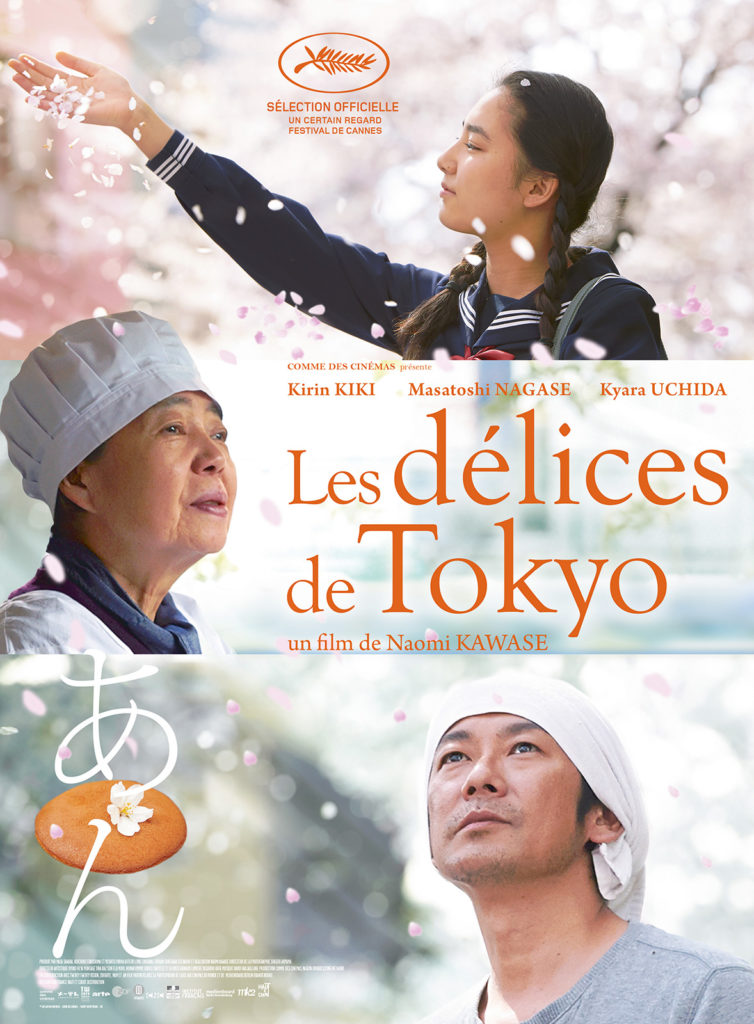 SÉLECTION OFFICIELLE
UN CERTAIN REGARD
FESTIVAL DE CANNES
COMME DES CINÉMAS présente
Kirin KIKI Masatoshi NAGASE Kyara UCHIDA
Les délices
de Tokyo
un film de Naomi KAWASE
あん
arte